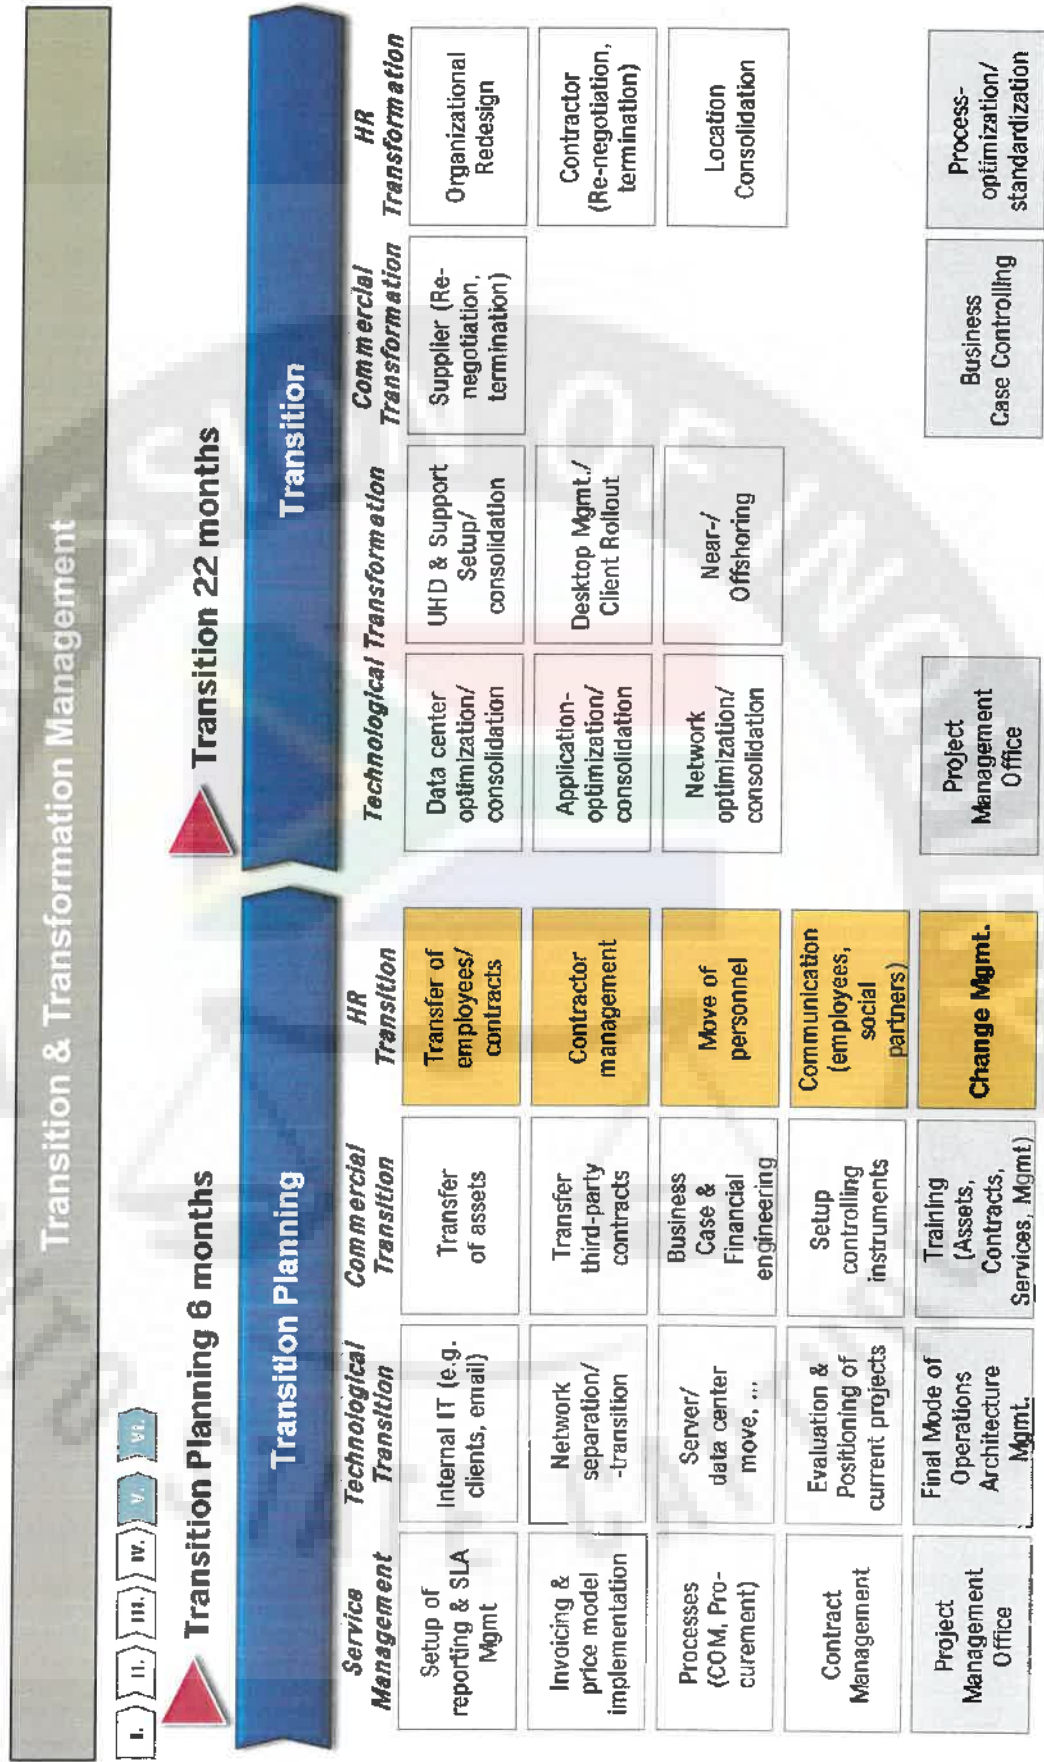 Transition & Transformation Management
I.
II.
III.
IV.
V.
VI.
Transition Planning 6 months
Transition 22 months
Transition Planning
Transition
Service
Management
Technological
Transition
Commercial
Transition
HR
Transition
Technological Transformation
Commercial
Transformation
HR
Transformation
Setup of
reporting & SLA
Mgmt
Internal IT (e.g.
clients, email)
Transfer
of assets
Transfer of
employees/
contracts
Data center
optimization/
consolidation
UHD & Support
Setup/
consolidation
Supplier (Re-
negotiation,
termination)
Organizational
Redesign
Invoicing &
price model
implementation
Network
separation/
-transition
Transfer
third-party
contracts
Contractor
management
Application-
optimization/
consolidation
Desktop Mgmt./
Client Rollout
Contractor
(Re-negotiation,
termination)
Processes
(COM, Pro-
curement)
Server/
data center
move, ...
Business
Case &
Financial
engineering
Move of
personnel
Network
optimization/
consolidation
Near-/
Offshoring
Location
Consolidation
Contract
Management
Evaluation &
Positioning of
current projects
Setup
controlling
instruments
Communication
(employees,
social
partners)
Project
Management
Office
Final Mode of
Operations
Architecture
Mgmt.
Training
(Assets,
Contracts,
Services, Mgmt)
Change Mgmt.
Project
Management
Office
Business
Case Controlling
Process-
optimization/
standardization